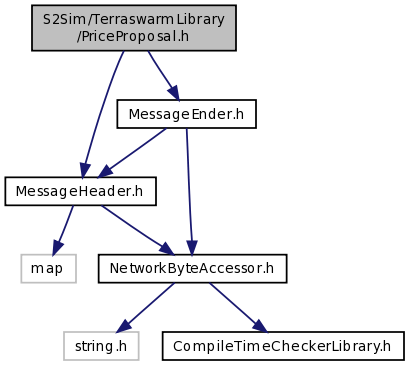 S2Sim/TerraswarmLibrary
/PriceProposal.h
MessageEnder.h
MessageHeader.h
map
NetworkByteAccessor.h
string.h
CompileTimeCheckerLibrary.h